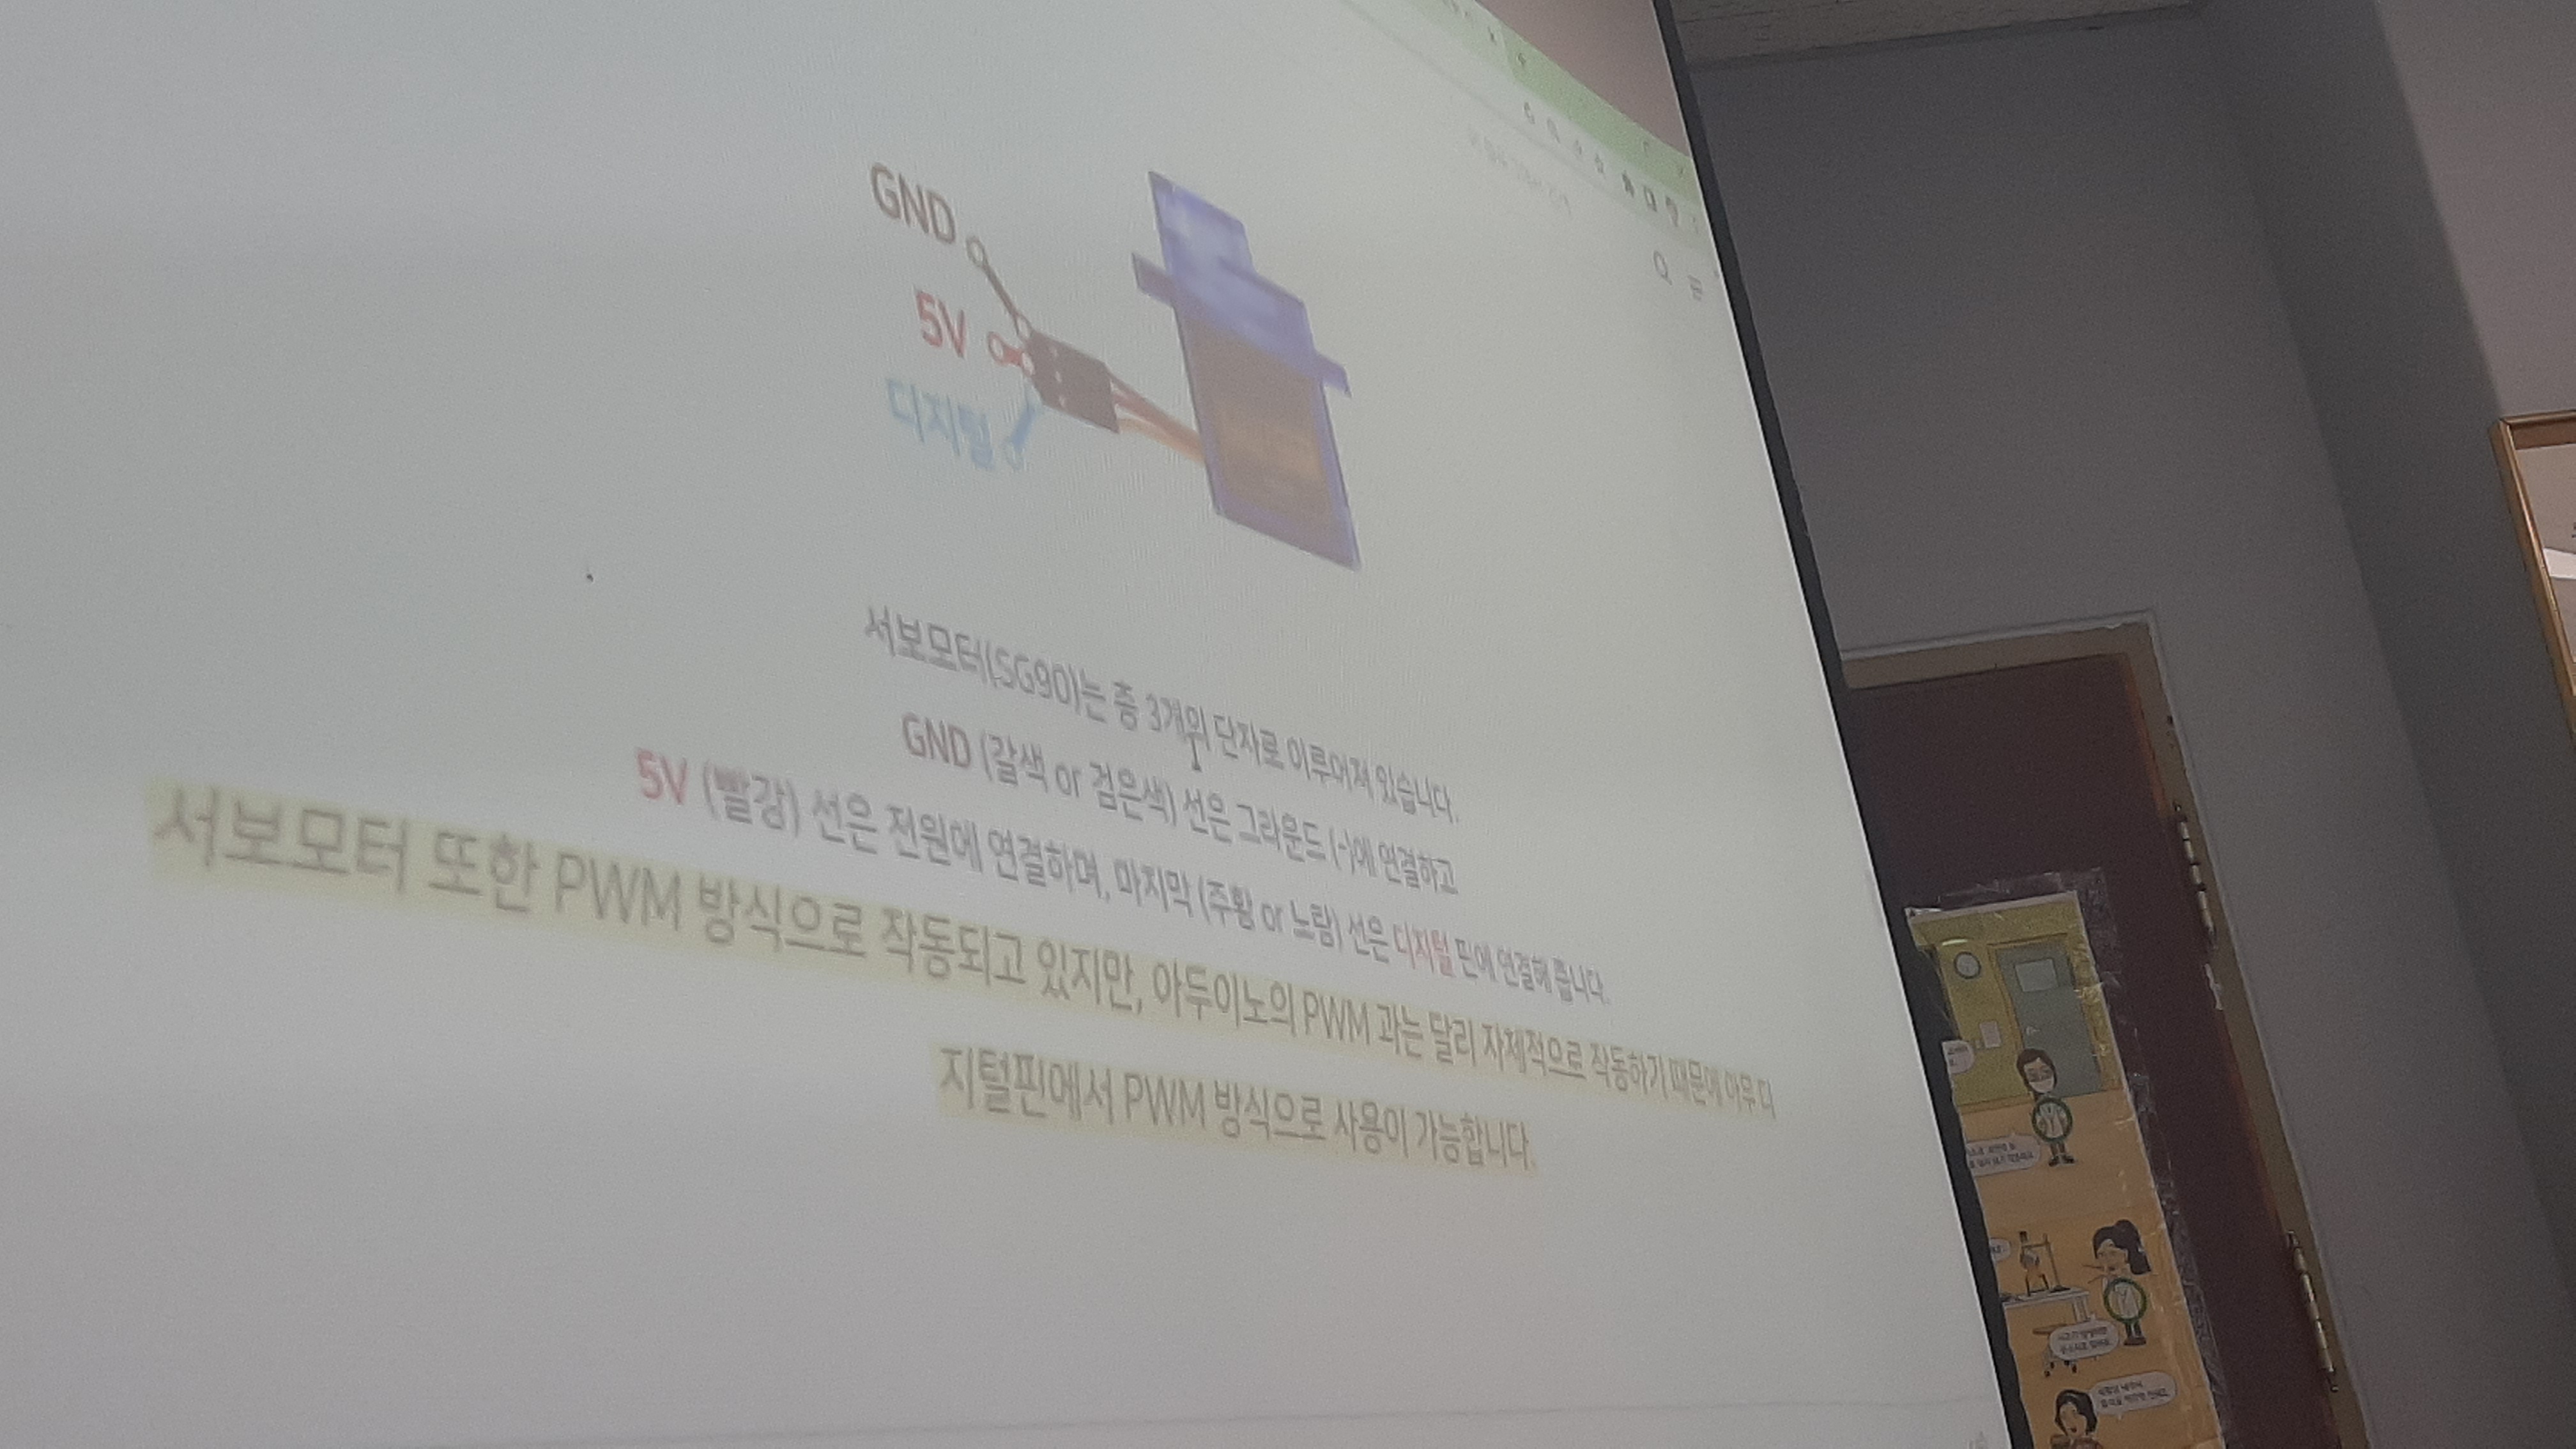 GND
5V
디지털
서보모터(SG90)는 총 3개의 단자로 이루어져 있습니다.
GND (갈색 or 검은색) 선은 그라운드 (-)에 연결하고
5V (빨강) 선은 전원에 연결하며, 마지막 (주황 or 노랑) 선은 디지털 핀에 연결해 줍니다.
서보모터 또한 PWM 방식으로 작동되고 있지만, 아두이노의 PWM 과는 달리 자체적으로 작동하기 때문에 아무 디
지털핀에서 PWM 방식으로 사용이 가능합니다.